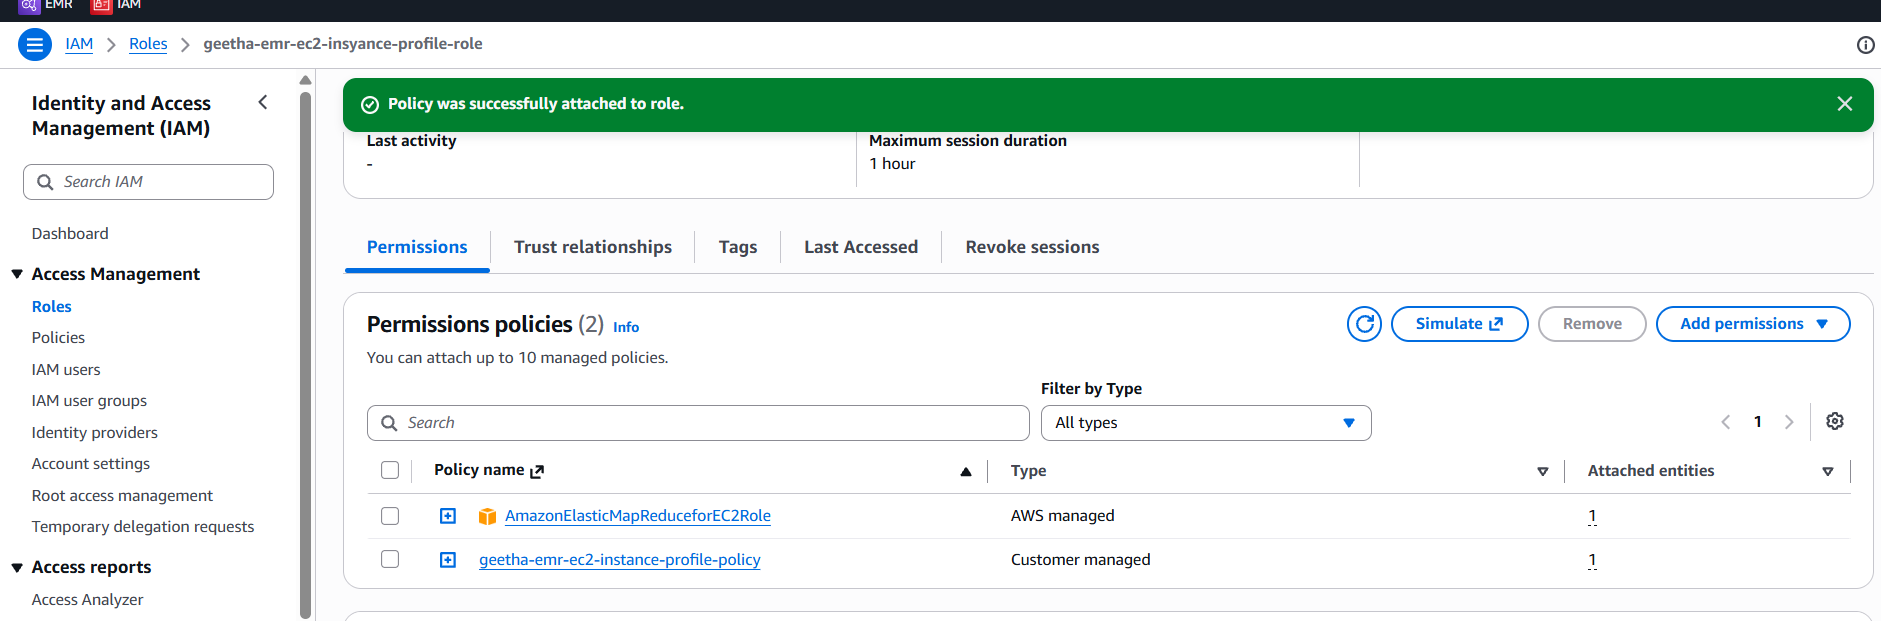 EMR IAM
IAM > Roles > geetha-emr-ec2-insyance-profile-role
Identity and Access Management (IAM)
Search IAM
Dashboard
Access Management
Roles
Policies
IAM users
IAM user groups
Identity providers
Account settings
Root access management
Temporary delegation requests
Access reports
Access Analyzer
Policy was successfully attached to role.
Last activity
-
Maximum session duration
1 hour
Permissions Trust relationships Tags Last Accessed Revoke sessions
Permissions policies (2) Info
Simulate Remove Add permissions
You can attach up to 10 managed policies.
Filter by Type
Search All types 1
Policy name Type Attached entities
AmazonElasticMapReduceforEC2Role AWS managed 1
geetha-emr-ec2-instance-profile-policy Customer managed 1